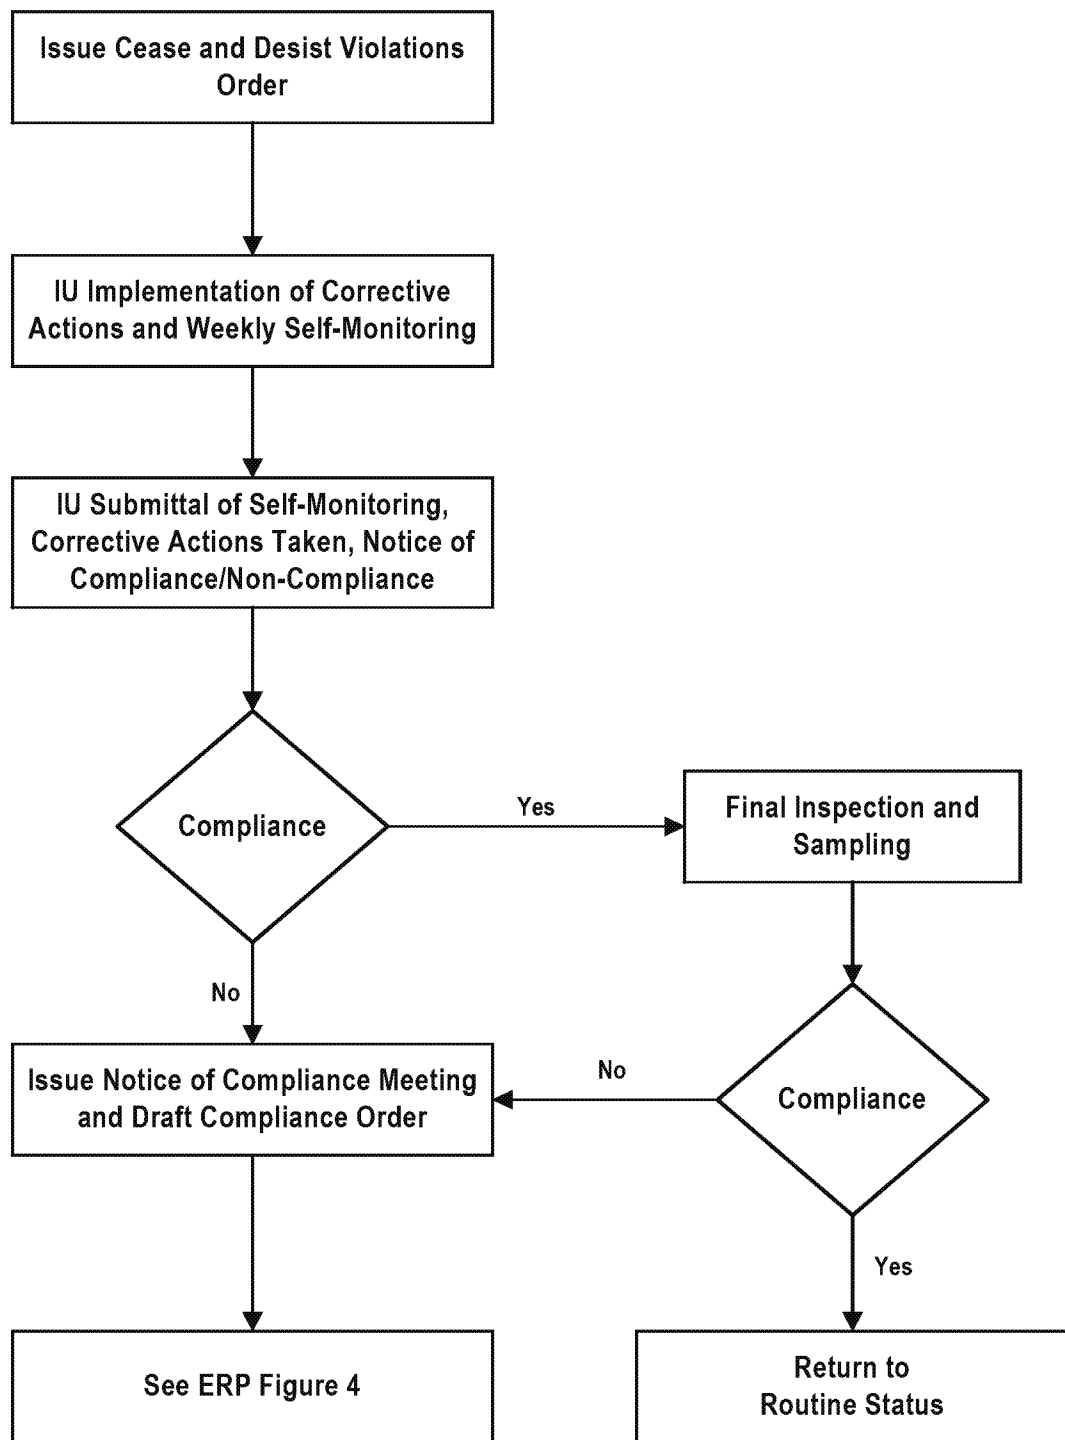 Issue Cease and Desist Violations
Order
IU Implementation of Corrective
Actions and Weekly Self-Monitoring
IU Submittal of Self-Monitoring,
Corrective Actions Taken, Notice of
Compliance/Non-Compliance
Compliance
Yes
Final Inspection and
Sampling
No
Issue Notice of Compliance Meeting
and Draft Compliance Order
No
Compliance
Yes
See ERP Figure 4
Return to
Routine Status